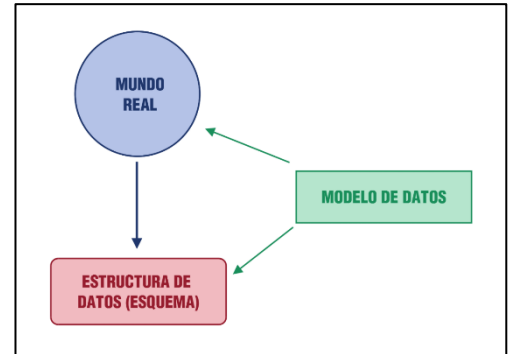 MUNDO
REAL
MODELO DE DATOS
ESTRUCTURA DE
DATOS (ESQUEMA)